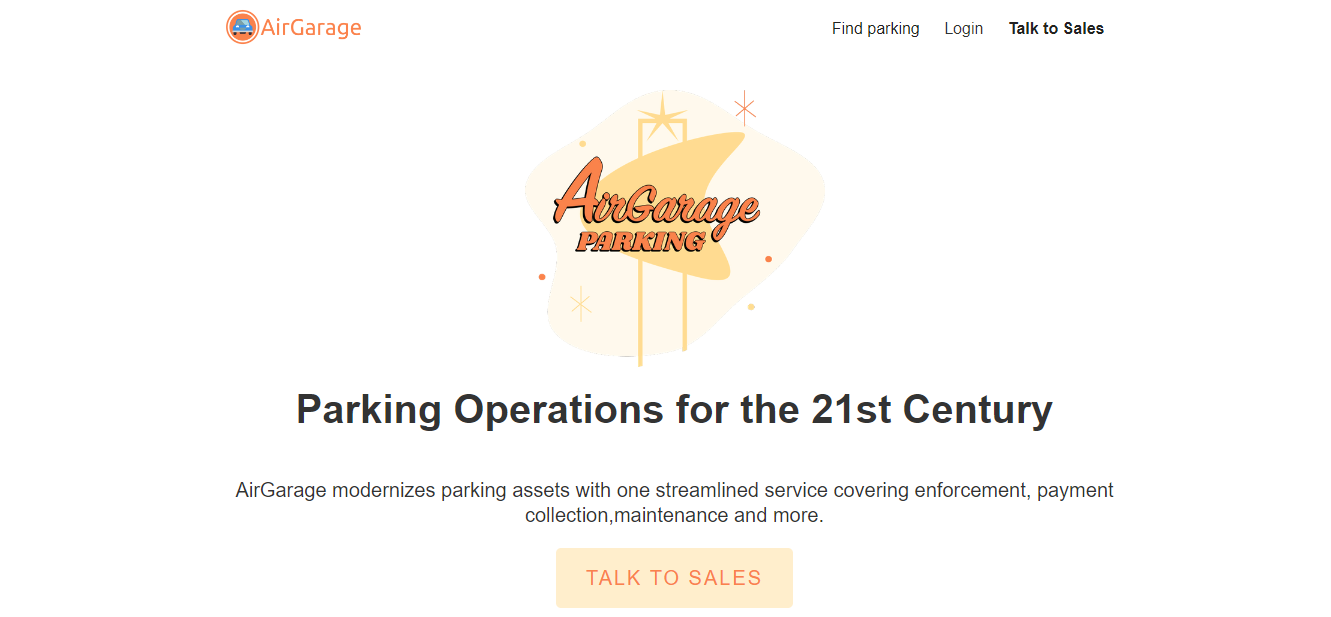 AirGarage
Find parking
Login
Talk to Sales
AirGarage
PARKING
Parking Operations for the 21st Century
AirGarage modernizes parking assets with one streamlined service covering enforcement, payment
collection,maintenance and more.
TALK TO SALES